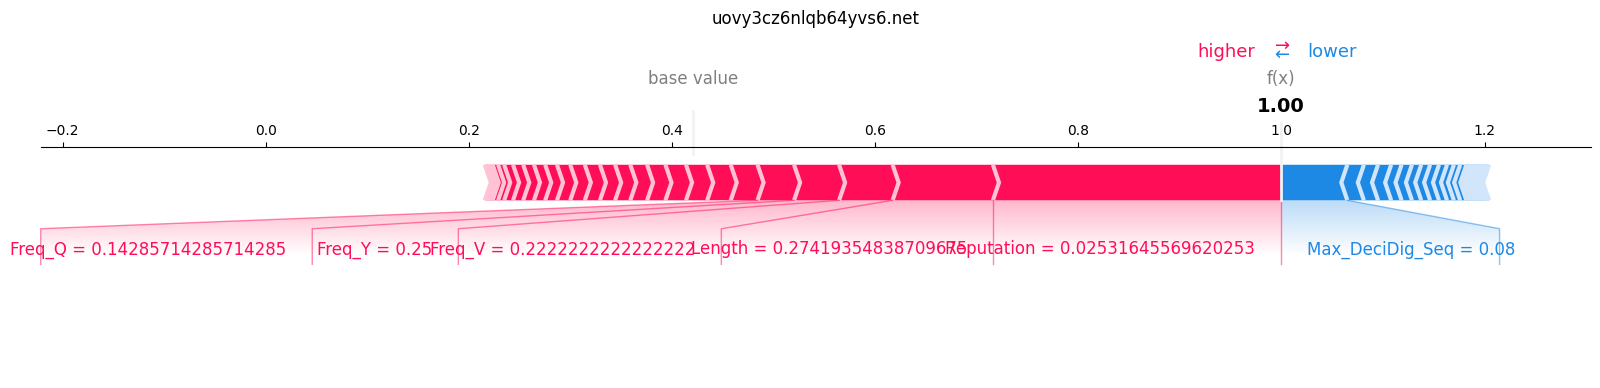 uovy3cz6nlqb64yvs6.net
higher → ← lower
base value
f(x)
1.00
−0.2 0.0 0.2 0.4 0.6 0.8 1.0 1.2
Freq_Q = 0.14285714285714285 Freq_Y = 0.25 Freq_V = 0.2222222222222222 Length = 0.27419354838709675 Reputation = 0.02531645569620253 Max_DeciDig_Seq = 0.08